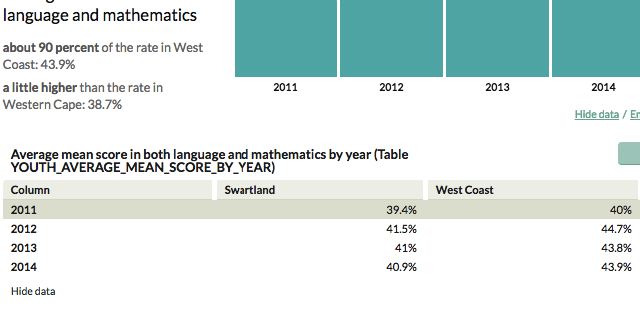 language and mathematics
about 90 percent of the rate in West
Coast: 43.9%
a little higher than the rate in
Western Cape: 38.7%
2011 2012 2013 2014
Hide data /
Average mean score in both language and mathematics by year (Table
YOUTH_AVERAGE_MEAN_SCORE_BY_YEAR)
Column Swartland West Coast
2011 39.4% 40%
2012 41.5% 44.7%
2013 41% 43.8%
2014 40.9% 43.9%
Hide data